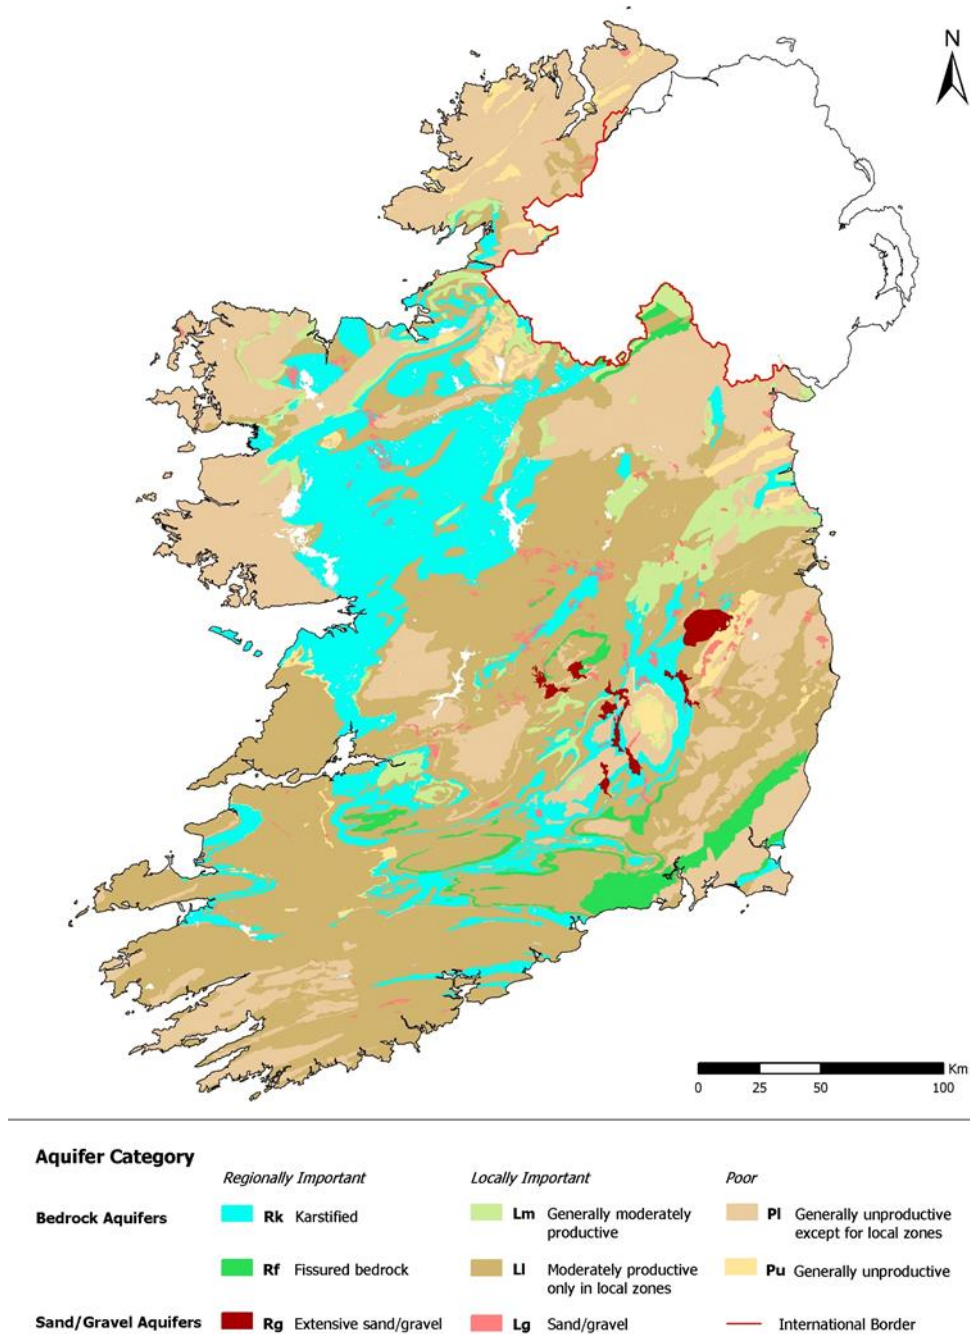 N
Km
0 25 50 100
Aquifer Category
Regionally Important Locally Important Poor
Bedrock Aquifers Rk Karstified Lm Generally moderately productive Pl Generally unproductive except for local zones
Rf Fissured bedrock Ll Moderately productive only in local zones Pu Generally unproductive
Sand/Gravel Aquifers Rg Extensive sand/gravel Lg Sand/gravel International Border